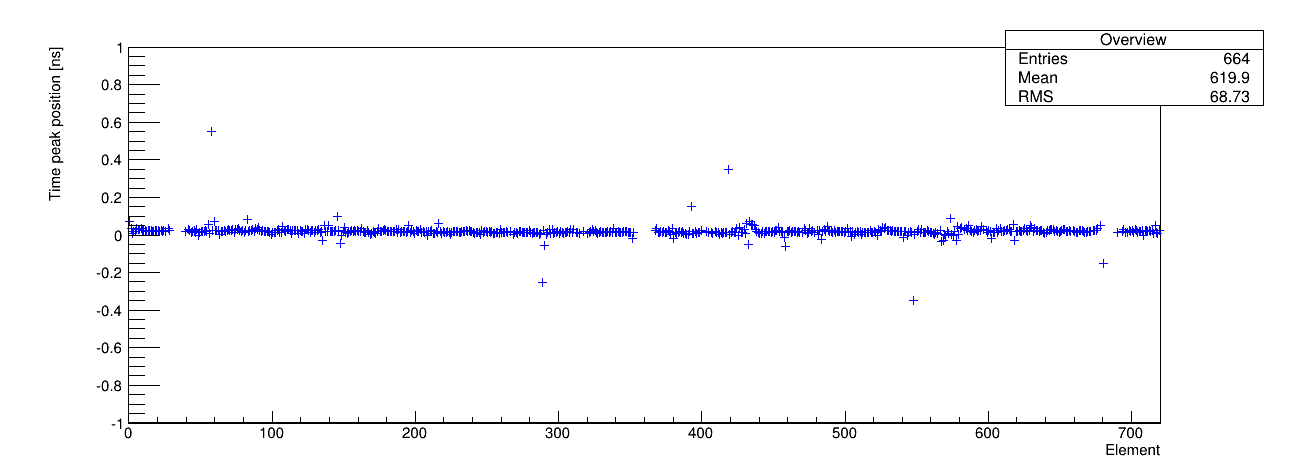 Overview
Entries 664
Mean 619.9
RMS 68.73
Time peak position [ns]
1
0.8
0.6
0.4
0.2
0
-0.2
-0.4
-0.6
-0.8
-1
0 100 200 300 400 500 600 700
Element